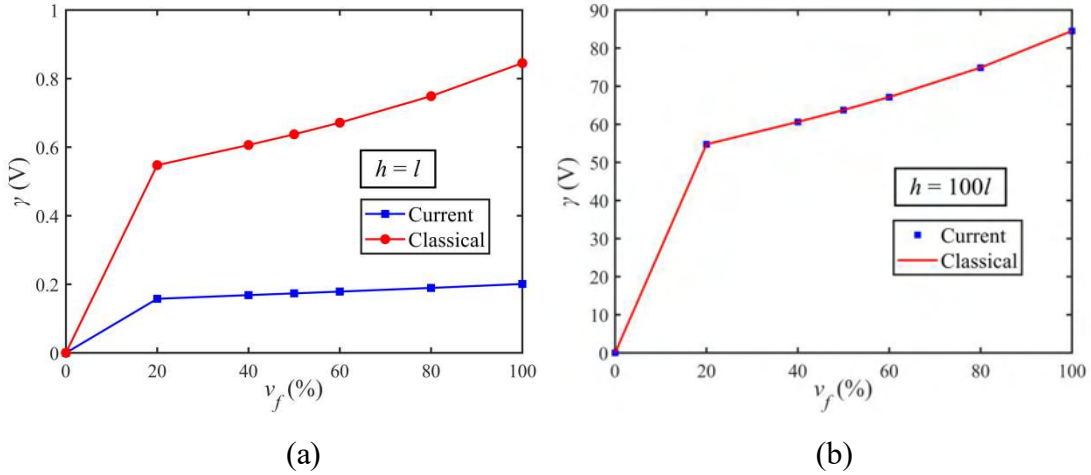 1
0.8
0.6
0.4
0.2
0
γ (V)
h = l
Current
Classical
0 20 40 60 80 100
v_f (%)
(a)
90
80
70
60
50
40
30
20
10
0
γ (V)
h = 100l
Current
Classical
0 20 40 60 80 100
v_f (%)
(b)